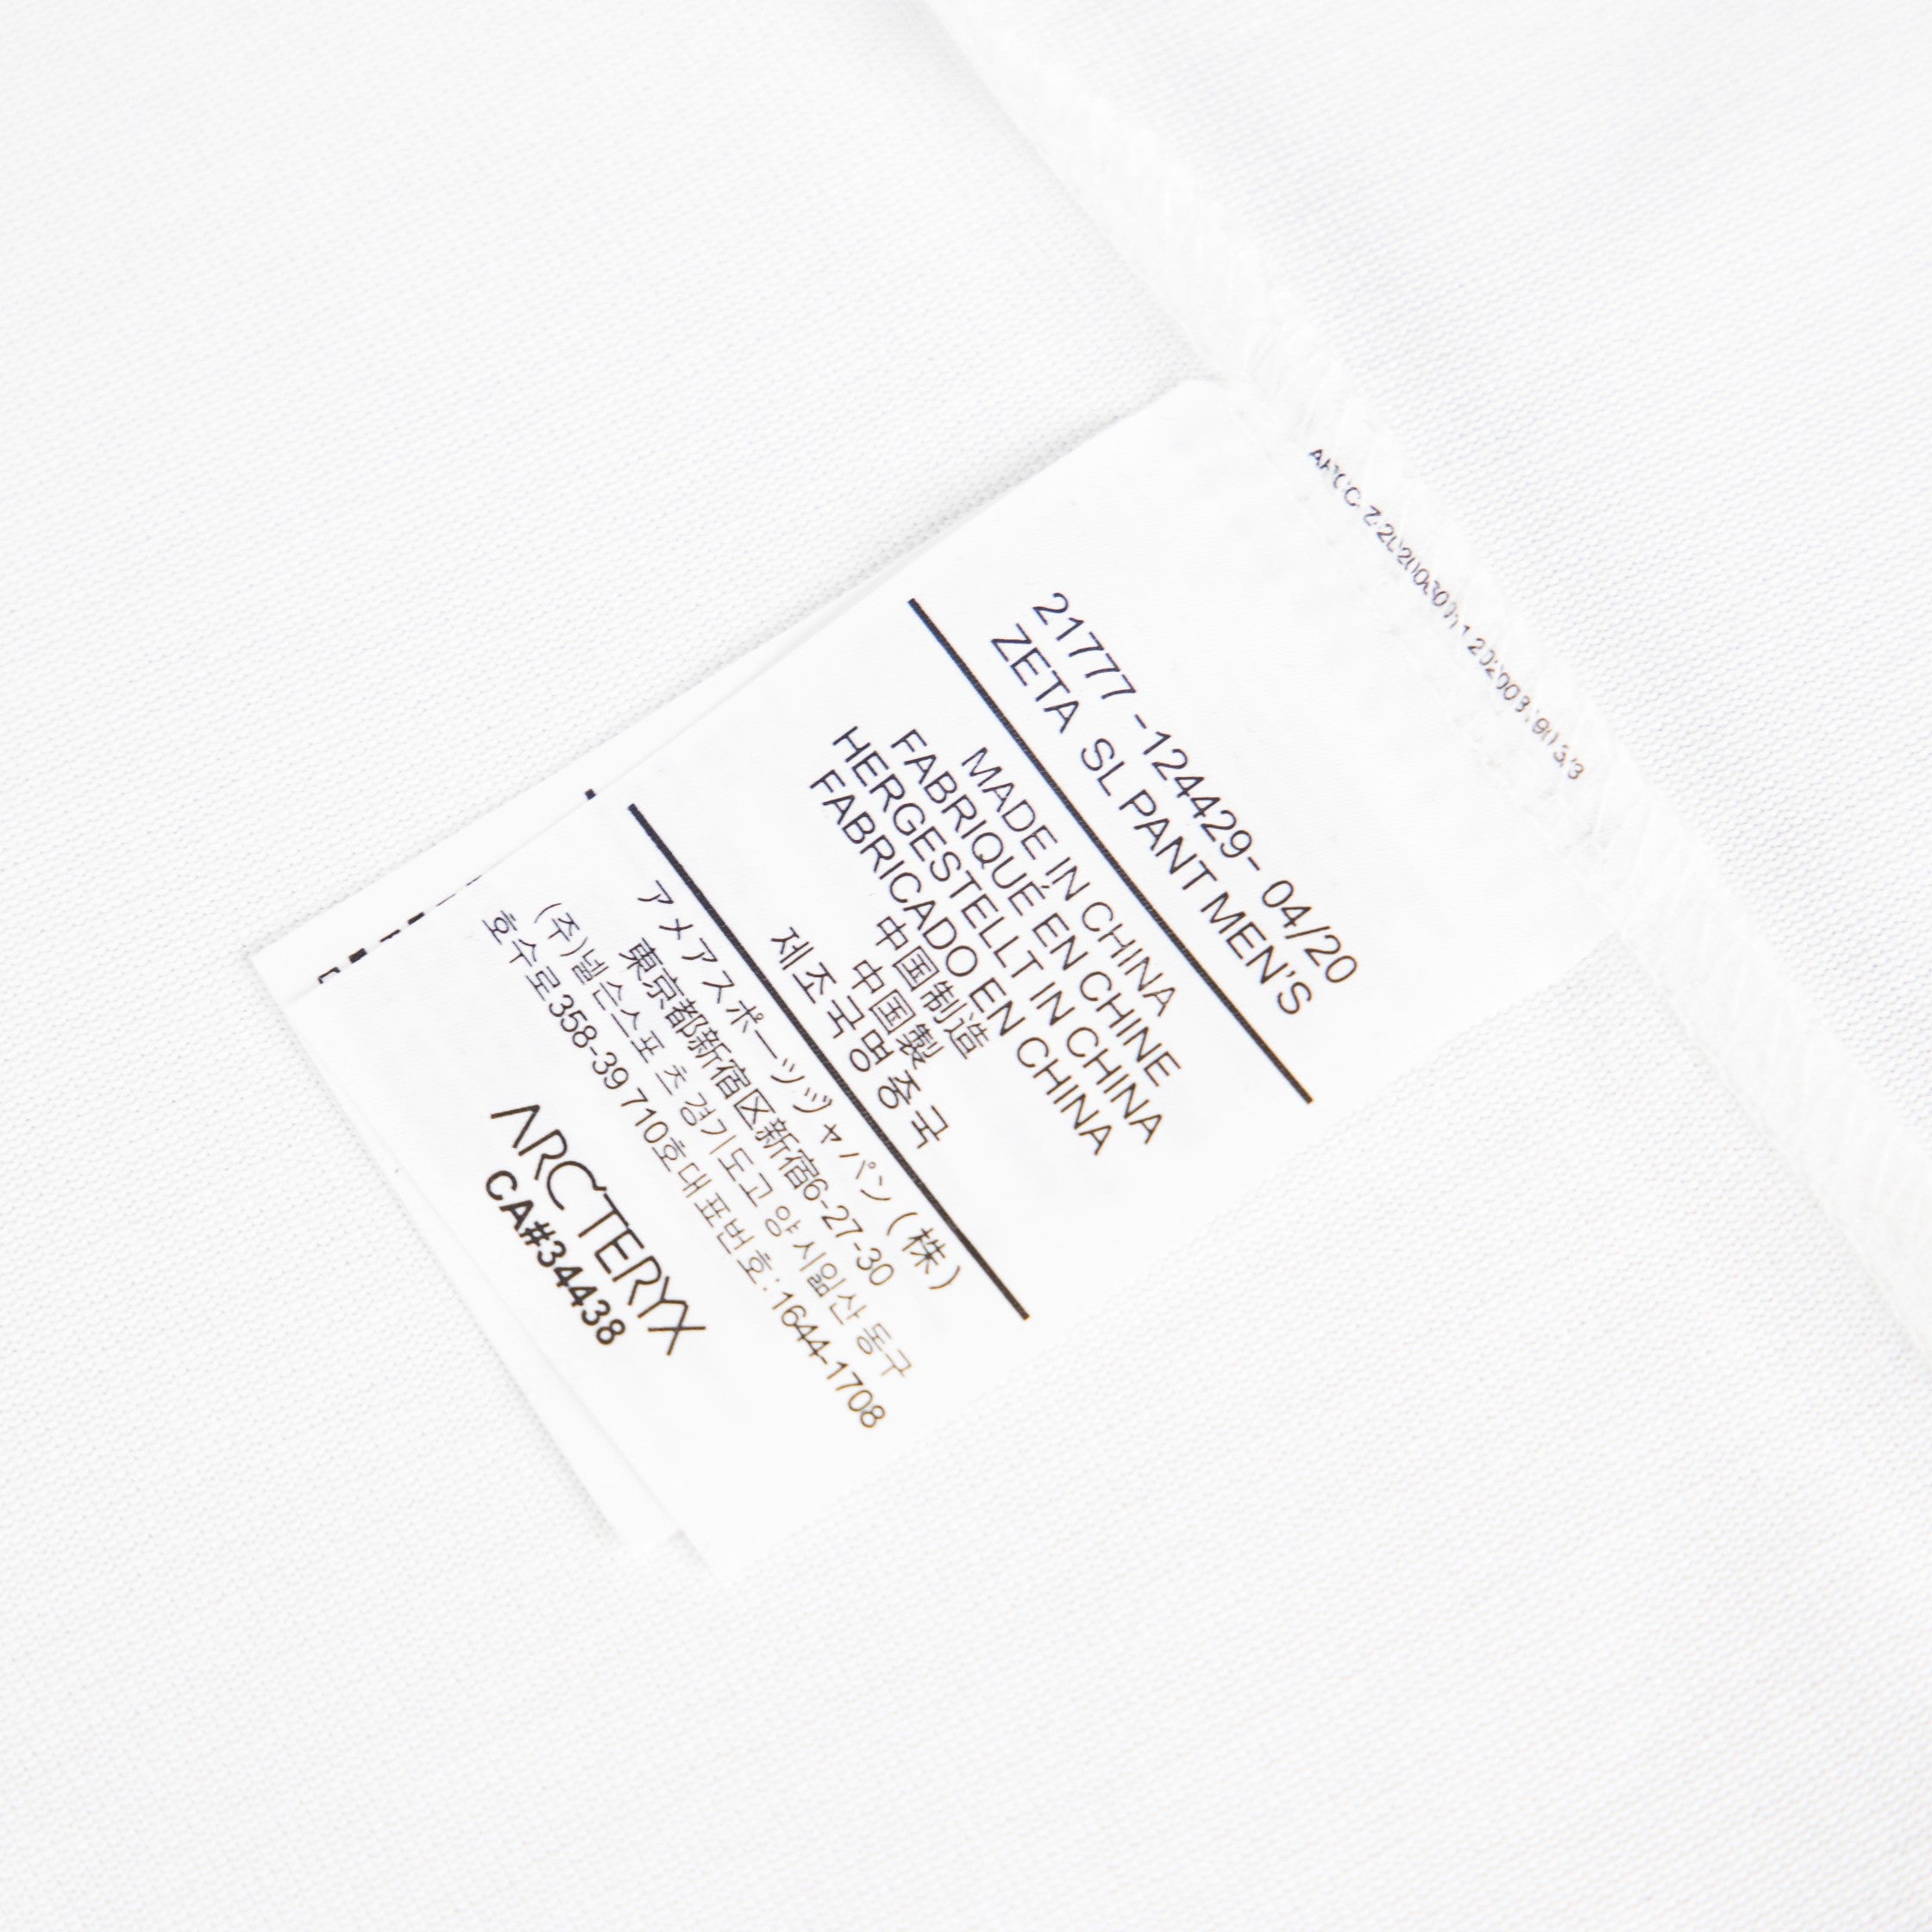 21777 -124429- 04/20
ZETA SL PANT MEN'S
MADE IN CHINA
FABRIQUÉ EN CHINE
HERGESTELLT IN CHINA
FABRICADO EN CHINA
中国制造
中国製
제조국명 중국
アメアスポーツジャパン（株）
東京都新宿区新宿6-27-30
(주)넬슨스포 츠 경기도고 양 시일산 동구
호수로358-39 710호대 표번호:1644-1708
ARC'TERYX
CA#34438